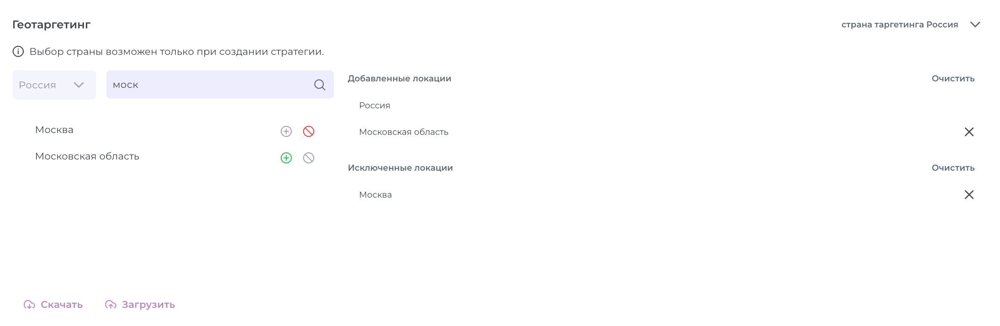 Геотаргетинг
страна таргетинга Россия
Выбор страны возможен только при создании стратегии.
Россия
моск
Москва
Московская область
Добавленные локации
Очистить
Россия
Московская область
Исключенные локации
Очистить
Москва
Скачать
Загрузить